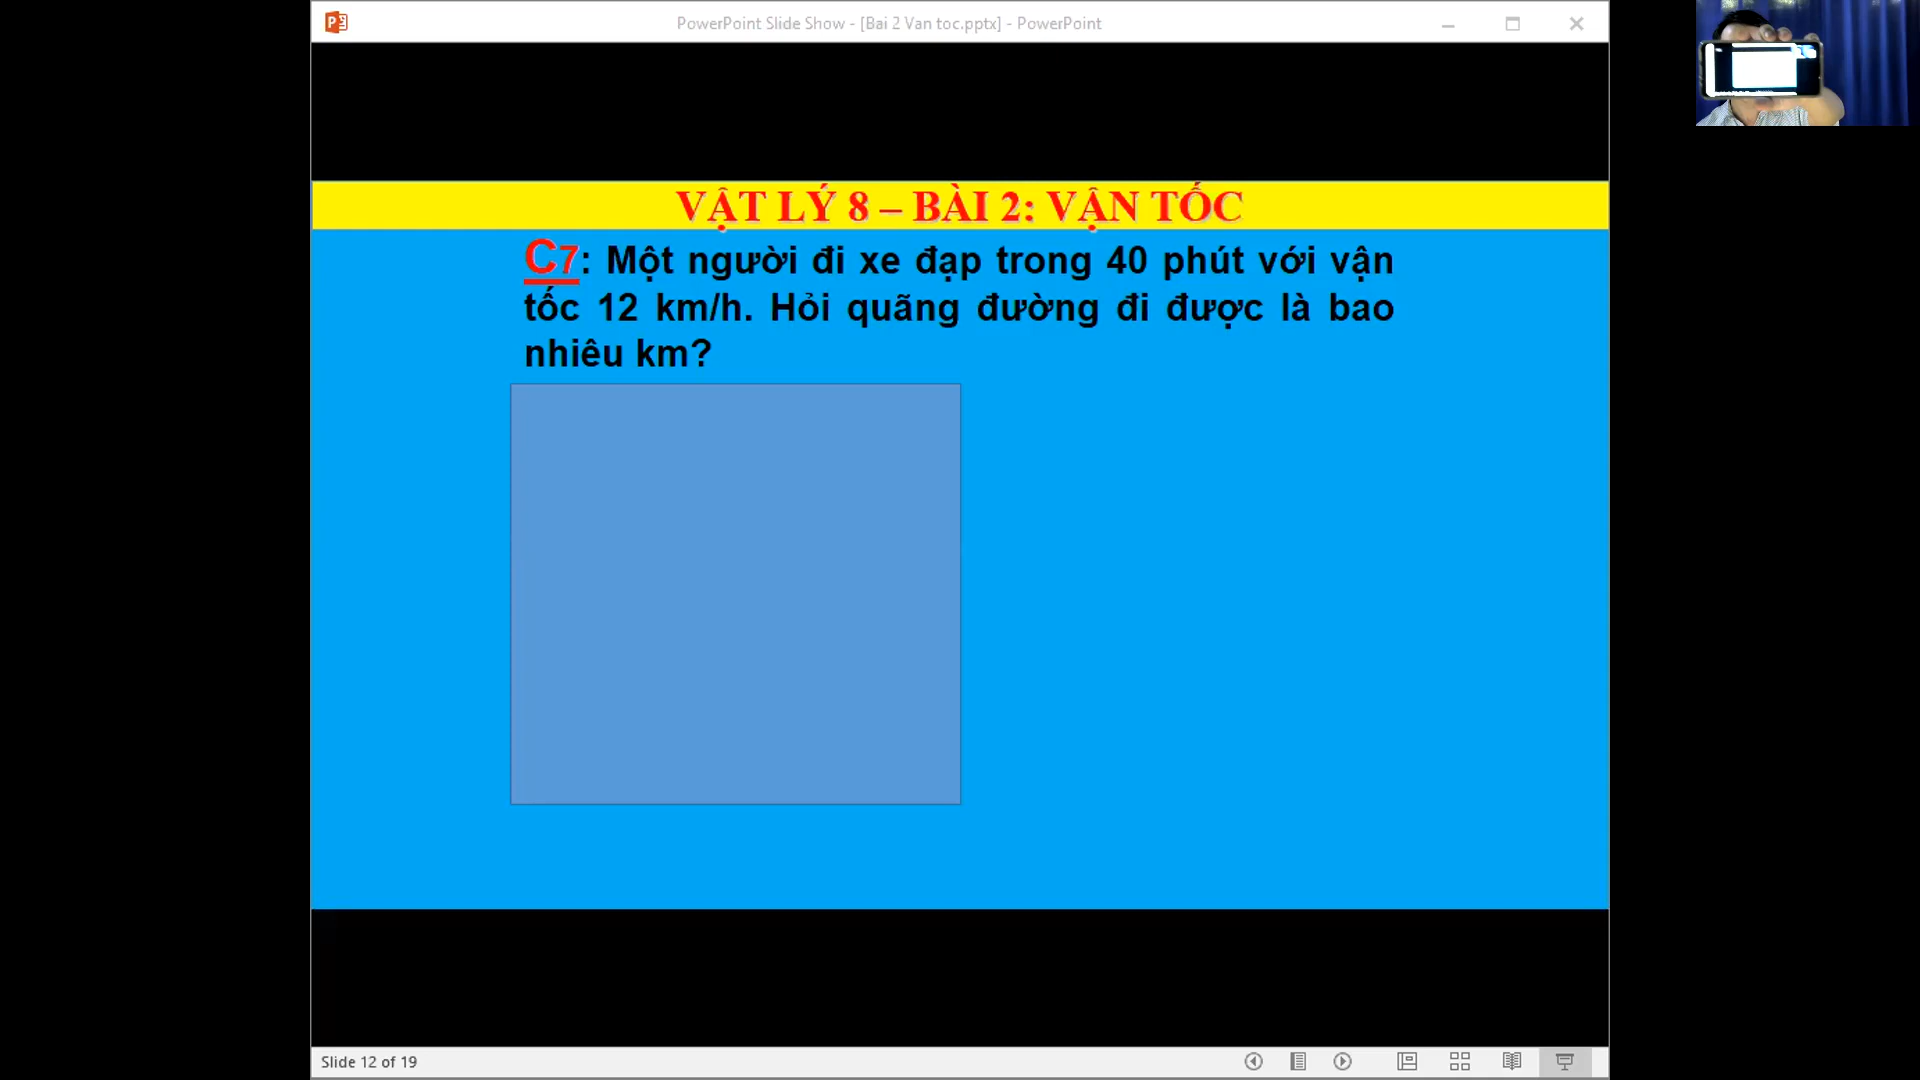 PowerPoint Slide Show - [Bai 2 Van toc.pptx] - PowerPoint
VẬT LÝ 8 – BÀI 2: VẬN TỐC
C7: Một người đi xe đạp trong 40 phút với vận
tốc 12 km/h. Hỏi quãng đường đi được là bao
nhiêu km?
Slide 12 of 19